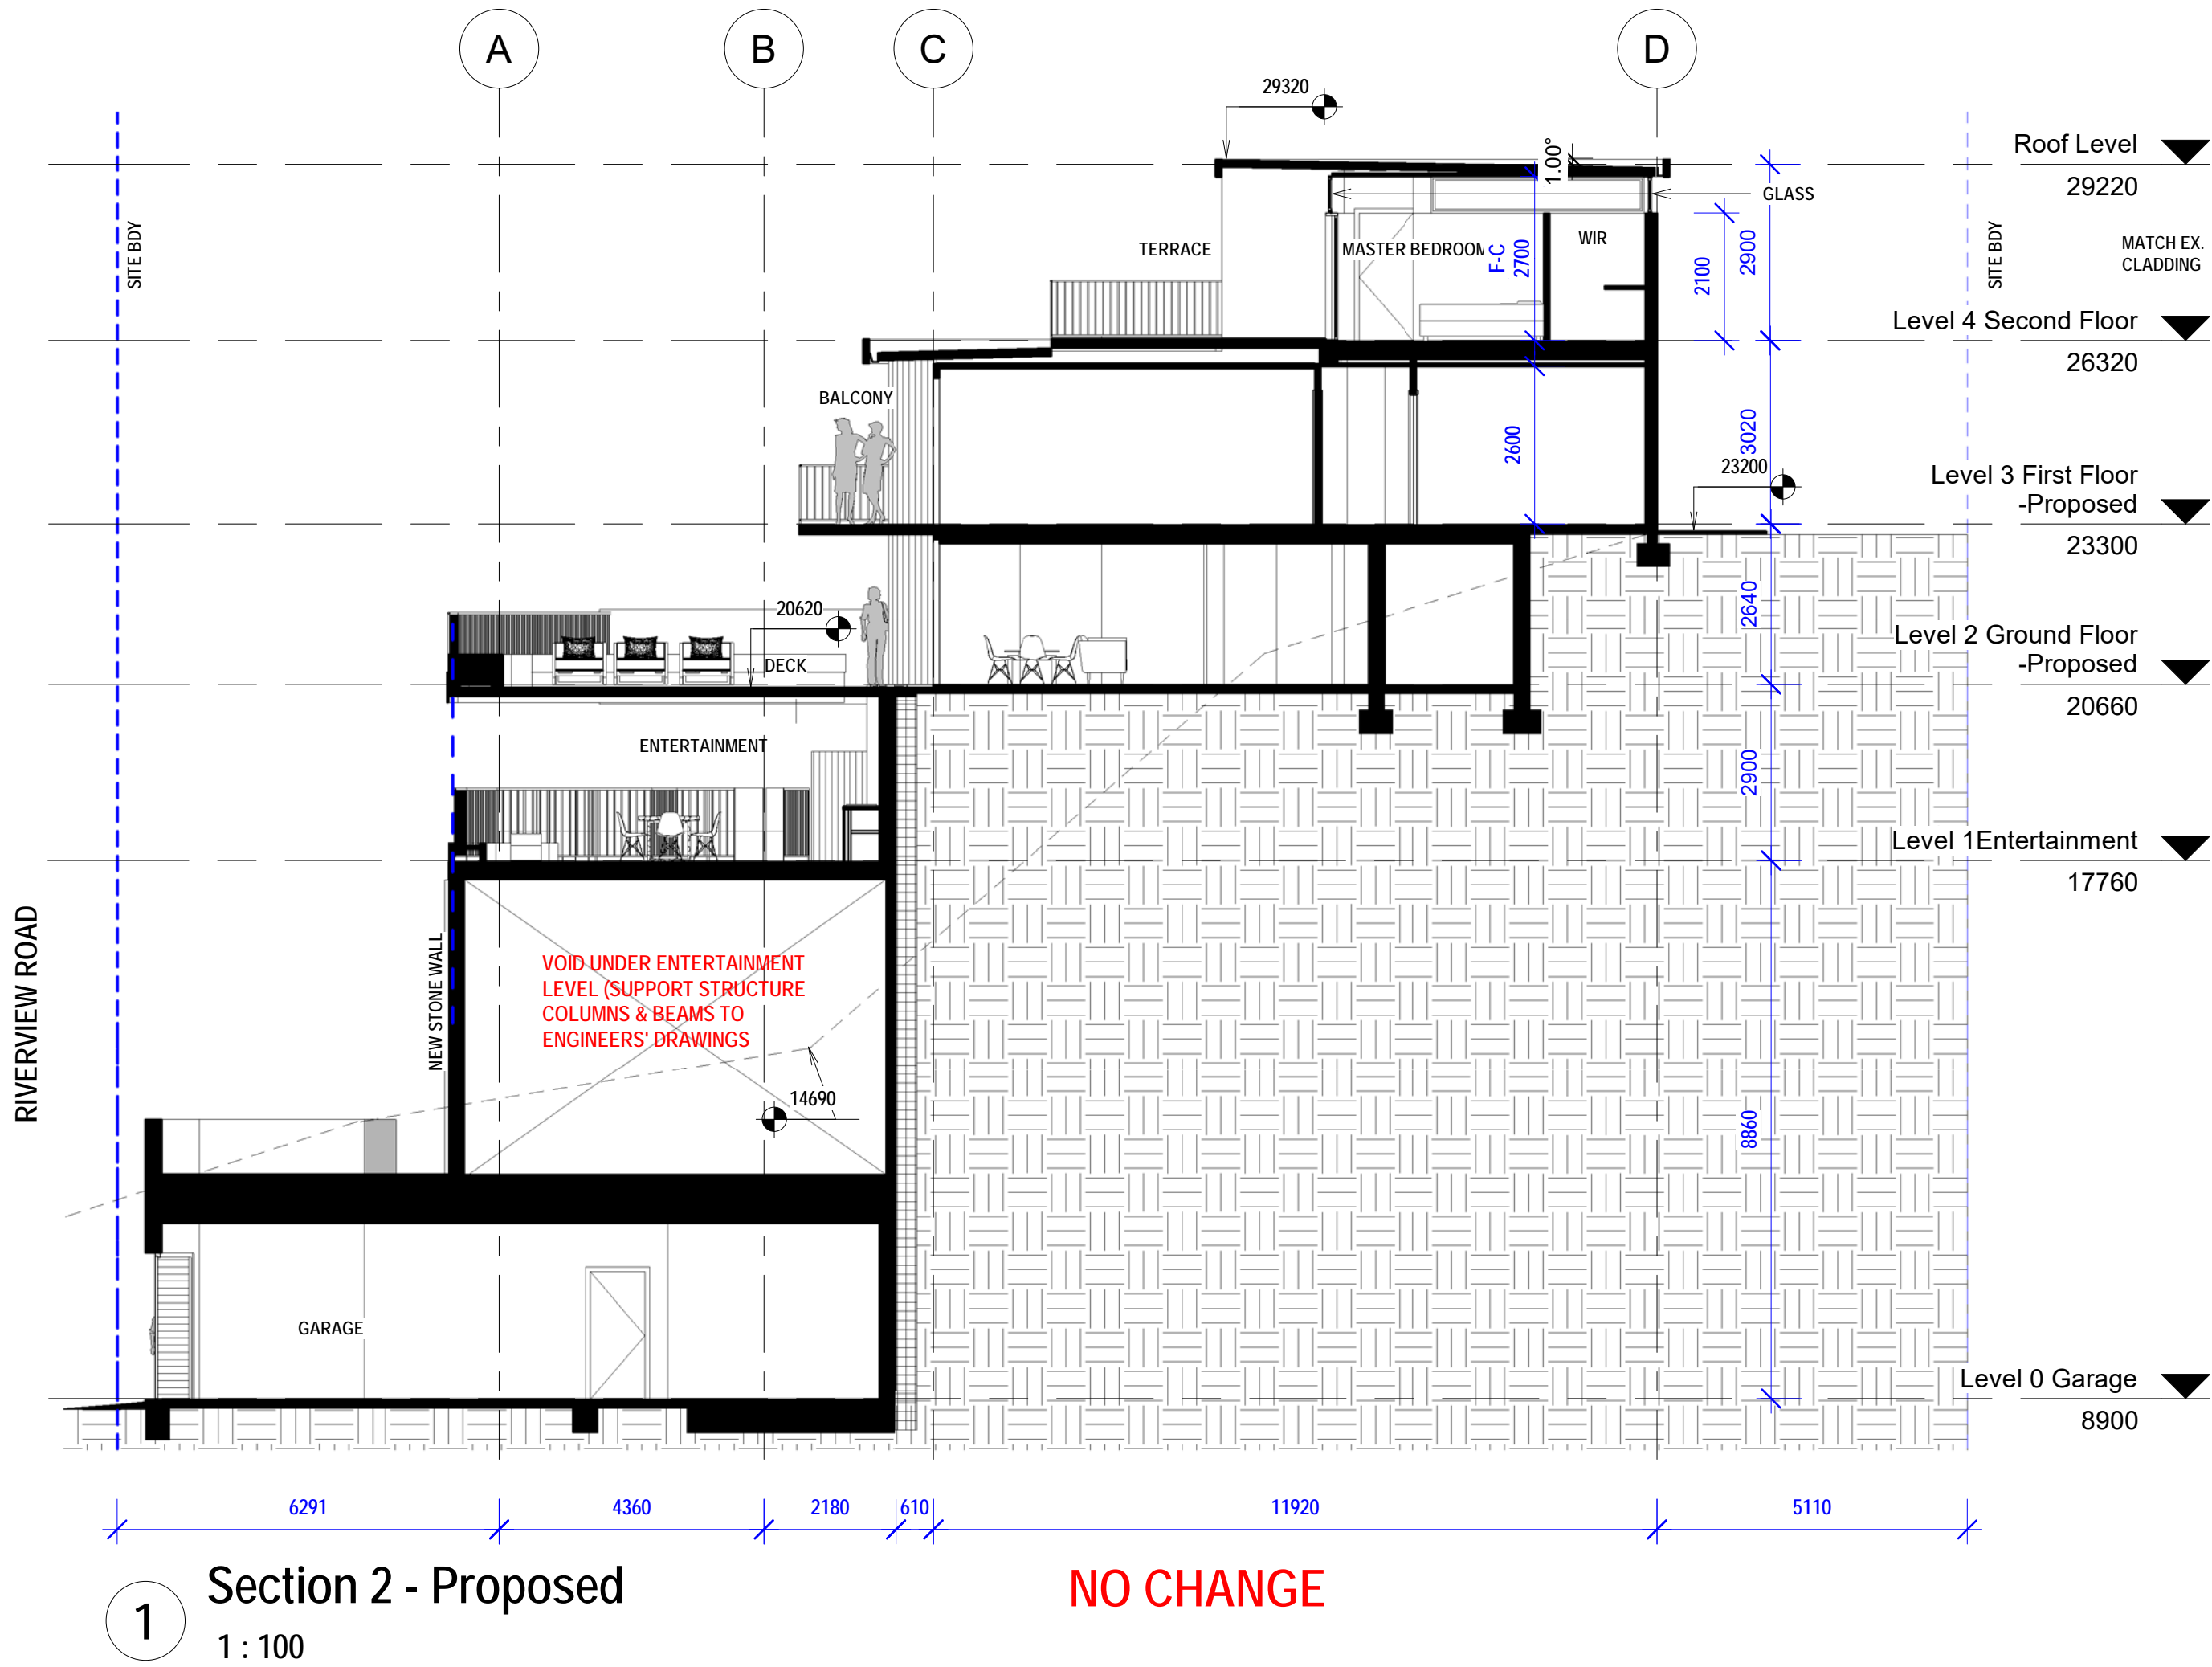 A
B
C
D
29320
Roof Level
29220
1.00°
GLASS
SITE BDY
SITE BDY
MATCH EX.
CLADDING
TERRACE
MASTER BEDROOM
F-C
2700
WIR
2100
2900
Level 4 Second Floor
26320
BALCONY
2600
3020
23200
Level 3 First Floor
-Proposed
23300
20620
2640
Level 2 Ground Floor
-Proposed
20660
DECK
ENTERTAINMENT
2900
Level 1Entertainment
17760
RIVERVIEW ROAD
NEW STONE WALL
VOID UNDER ENTERTAINMENT
LEVEL (SUPPORT STRUCTURE
COLUMNS & BEAMS TO
ENGINEERS' DRAWINGS
14690
8860
GARAGE
Level 0 Garage
8900
6291
4360
2180
610
11920
5110
1
Section 2 - Proposed
1 : 100
NO CHANGE